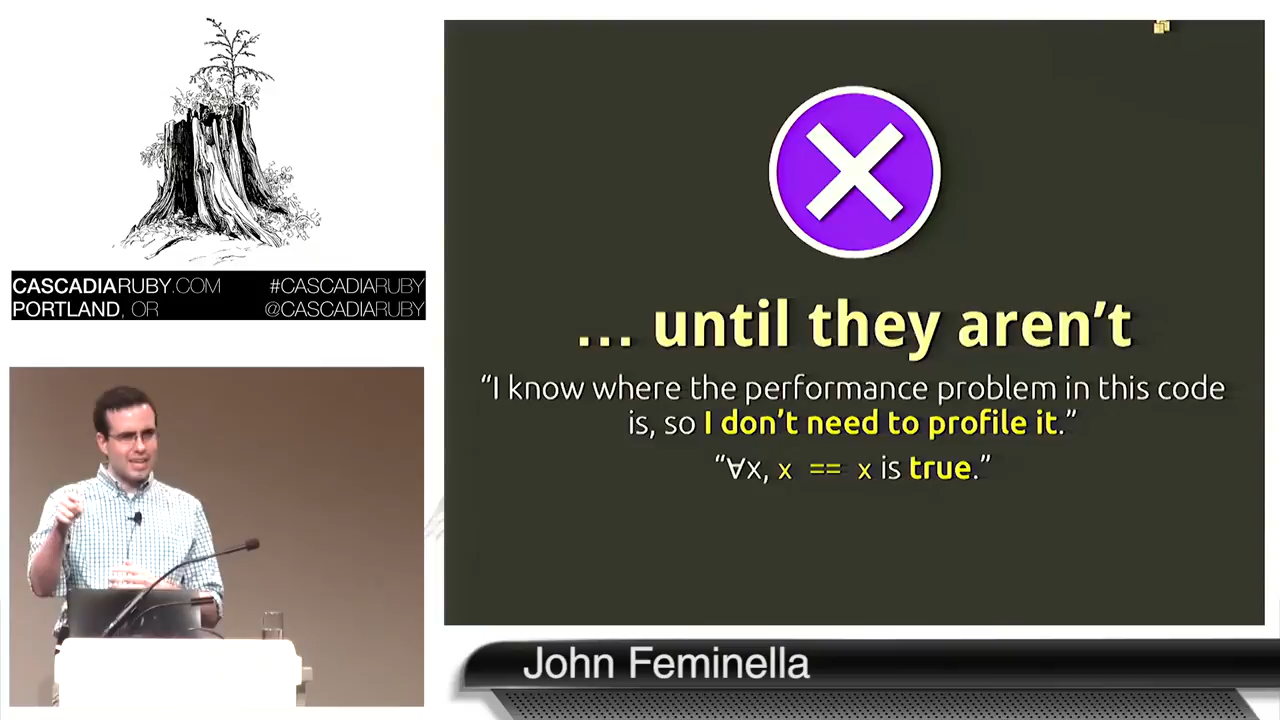 CASCADIARUBY.COM #CASCADIARUBY
PORTLAND, OR @CASCADIARUBY
... until they aren’t
“I know where the performance problem in this code
is, so I don’t need to profile it.”
“∀x, x == x is true.”
John Feminella